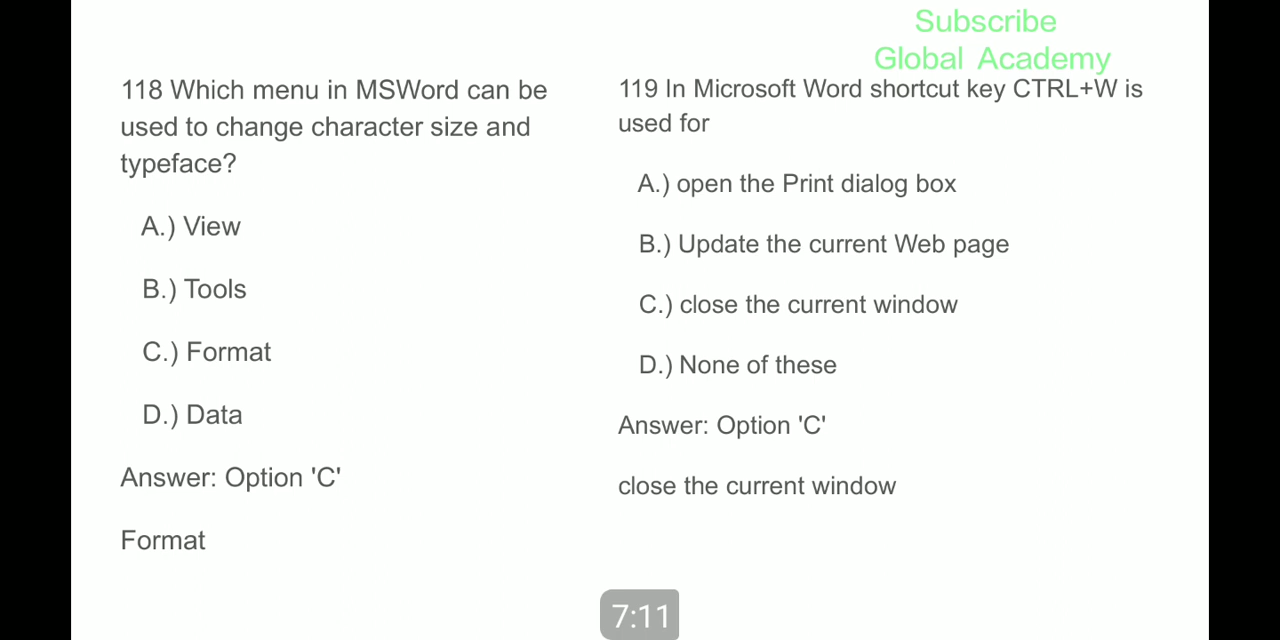 Subscribe
Global Academy
118 Which menu in MSWord can be
used to change character size and
typeface?
A.) View
B.) Tools
C.) Format
D.) Data
Answer: Option 'C'
Format
119 In Microsoft Word shortcut key CTRL+W is
used for
A.) open the Print dialog box
B.) Update the current Web page
C.) close the current window
D.) None of these
Answer: Option 'C'
close the current window
7:11